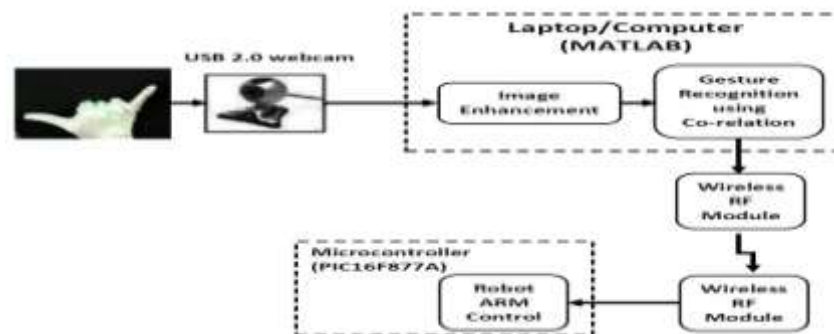 Laptop/Computer
(MATLAB)
USB 2.0 webcam
Image
Enhancement
Gesture
Recognition
using
Co-relation
Wireless
RF
Module
Microcontroller
(PIC16F877A)
Robot
ARM
Control
Wireless
RF
Module